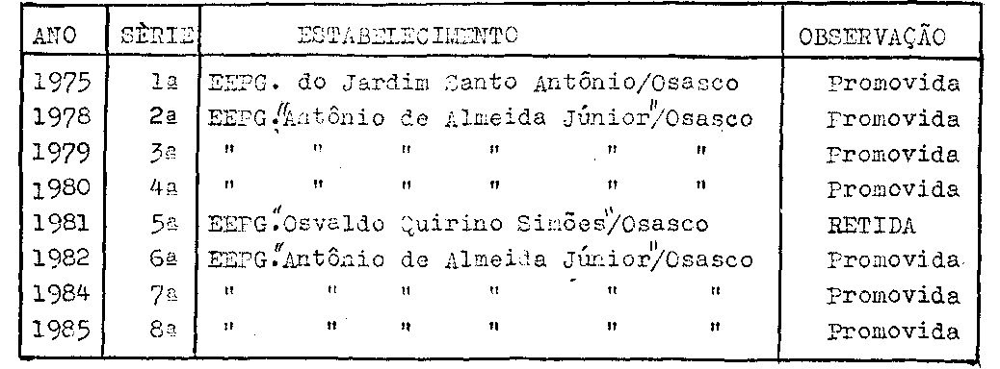 ANO SÈRIE ESTABELECIMENTO OBSERVAÇÃO
1975 1ª EEPG. do Jardim Santo Antônio/Osasco Promovida
1978 2ª EEPG."Antônio de Almeida Júnior"/Osasco Promovida
1979 3ª " " " " " " Promovida
1980 4ª " " " " " " Promovida
1981 5ª EEPG."Osvaldo Quirino Simões"/Osasco RETIDA
1982 6ª EEPG."Antônio de Almeida Júnior"/Osasco Promovida
1984 7ª " " " " " " Promovida
1985 8ª " " " " " " Promovida